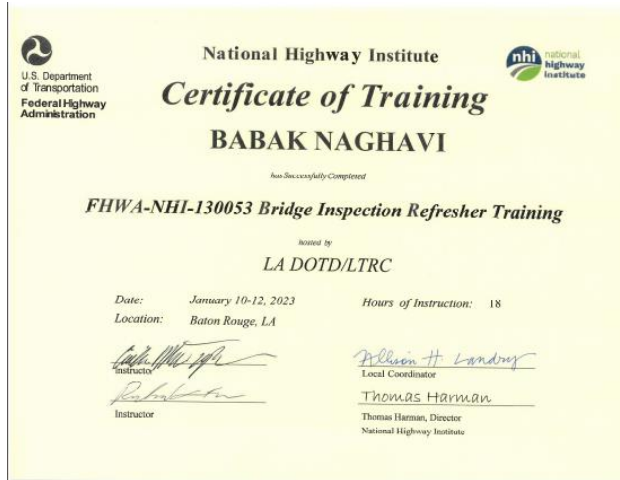 U.S. Department
of Transportation
Federal Highway
Administration
National Highway Institute
nhi national
highway
institute
Certificate of Training
BABAK NAGHAVI
has Successfully Completed
FHWA-NHI-130053 Bridge Inspection Refresher Training
hosted by
LA DOTD/LTRC
Date: January 10-12, 2023 Hours of Instruction: 18
Location: Baton Rouge, LA
Instructor
Allison H Landry
Local Coordinator
Instructor
Thomas Harman
Thomas Harman, Director
National Highway Institute